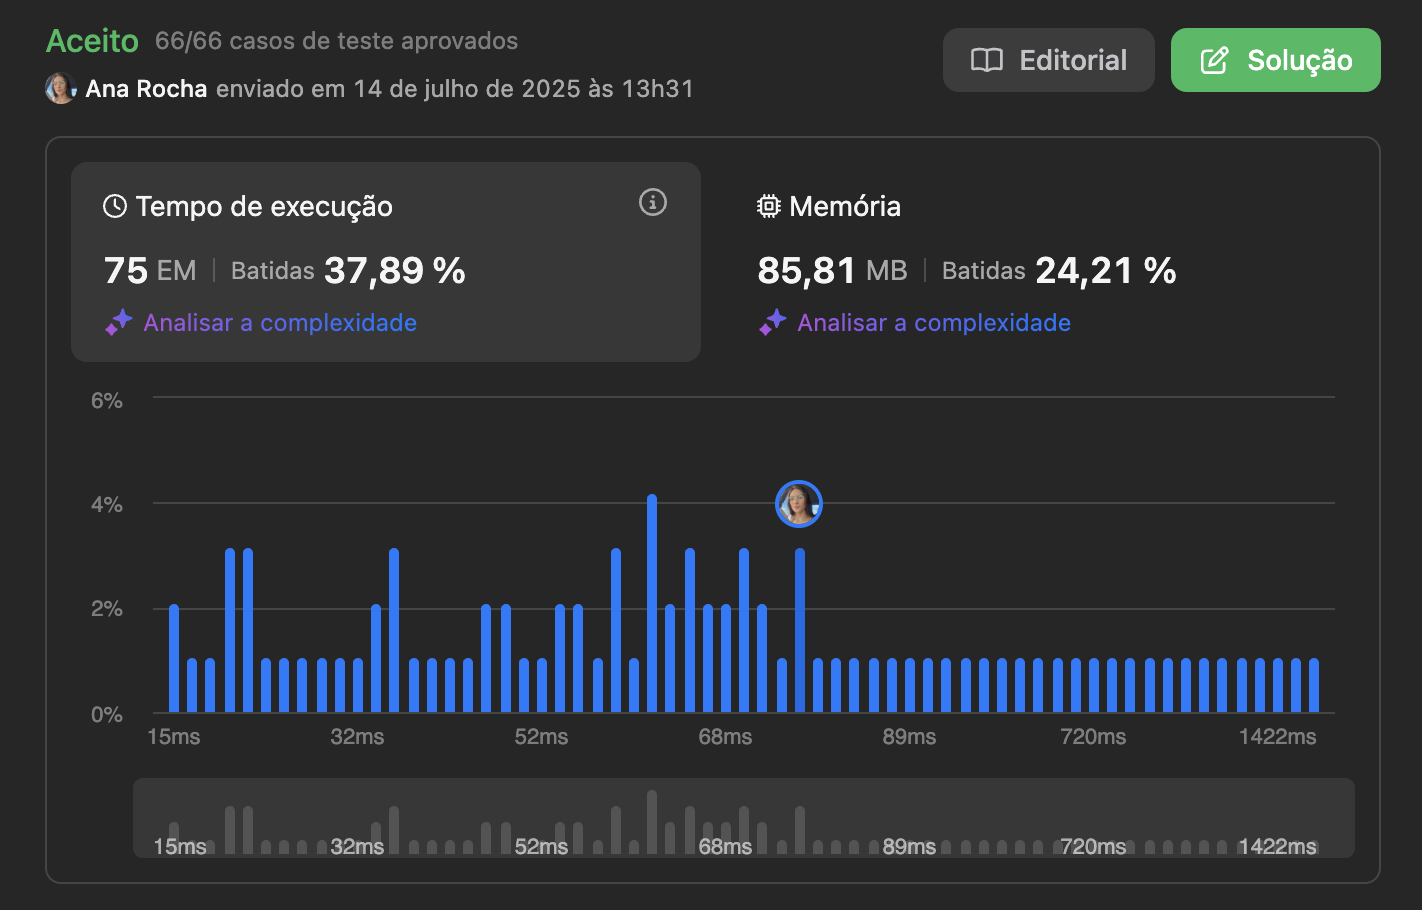 Aceito 66/66 casos de teste aprovados
Editorial
Solução
Ana Rocha enviado em 14 de julho de 2025 às 13h31
Tempo de execução
75 EM | Batidas 37,89 %
Analisar a complexidade
Memória
85,81 MB | Batidas 24,21 %
Analisar a complexidade
6%
4%
2%
0%
15ms 32ms 52ms 68ms 89ms 720ms 1422ms
15ms 32ms 52ms 68ms 89ms 720ms 1422ms